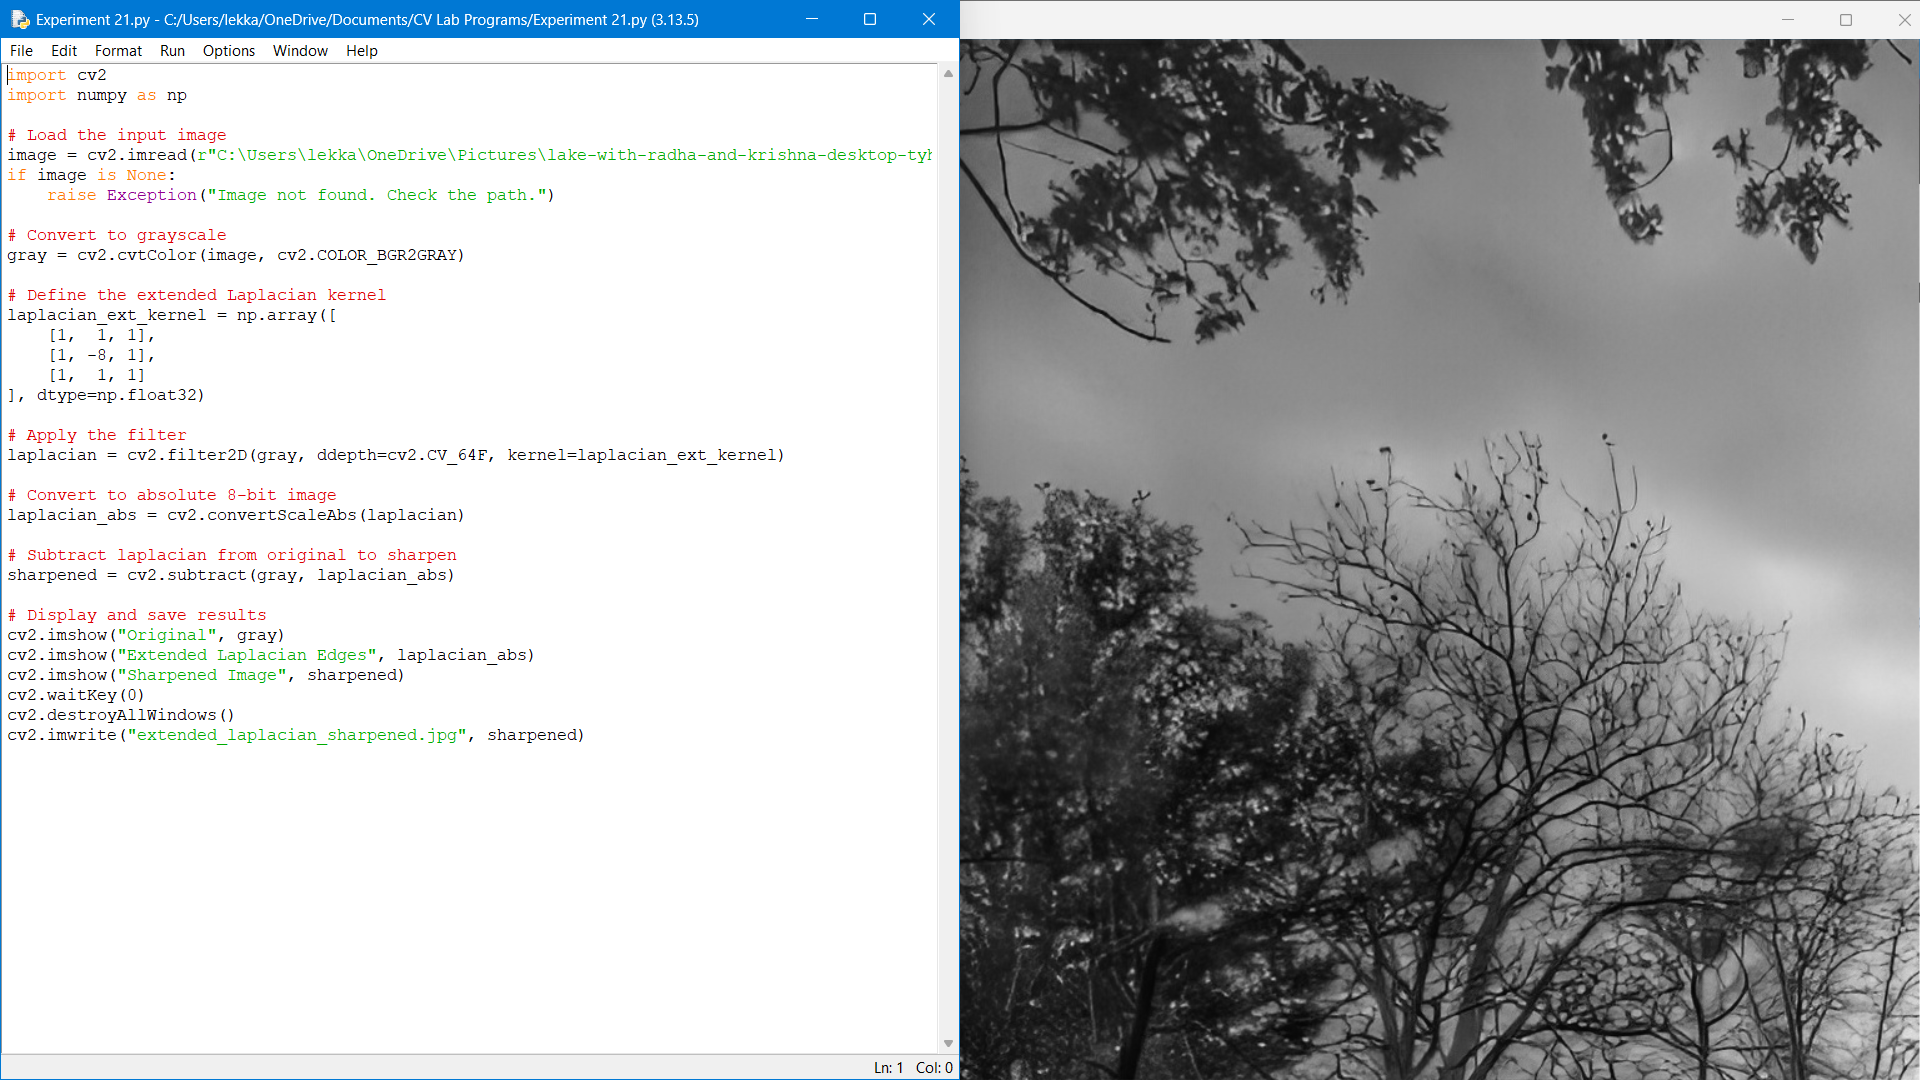 Experiment 21.py - C:/Users/lekka/OneDrive/Documents/CV Lab Programs/Experiment 21.py (3.13.5)
File Edit Format Run Options Window Help
import cv2
import numpy as np
# Load the input image
image = cv2.imread(r"C:\Users\lekka\OneDrive\Pictures\lake-with-radha-and-krishna-desktop-tyh
if image is None:
    raise Exception("Image not found. Check the path.")
# Convert to grayscale
gray = cv2.cvtColor(image, cv2.COLOR_BGR2GRAY)
# Define the extended Laplacian kernel
laplacian_ext_kernel = np.array([
    [1,  1, 1],
    [1, -8, 1],
    [1,  1, 1]
], dtype=np.float32)
# Apply the filter
laplacian = cv2.filter2D(gray, ddepth=cv2.CV_64F, kernel=laplacian_ext_kernel)
# Convert to absolute 8-bit image
laplacian_abs = cv2.convertScaleAbs(laplacian)
# Subtract laplacian from original to sharpen
sharpened = cv2.subtract(gray, laplacian_abs)
# Display and save results
cv2.imshow("Original", gray)
cv2.imshow("Extended Laplacian Edges", laplacian_abs)
cv2.imshow("Sharpened Image", sharpened)
cv2.waitKey(0)
cv2.destroyAllWindows()
cv2.imwrite("extended_laplacian_sharpened.jpg", sharpened)
Ln: 1 Col: 0